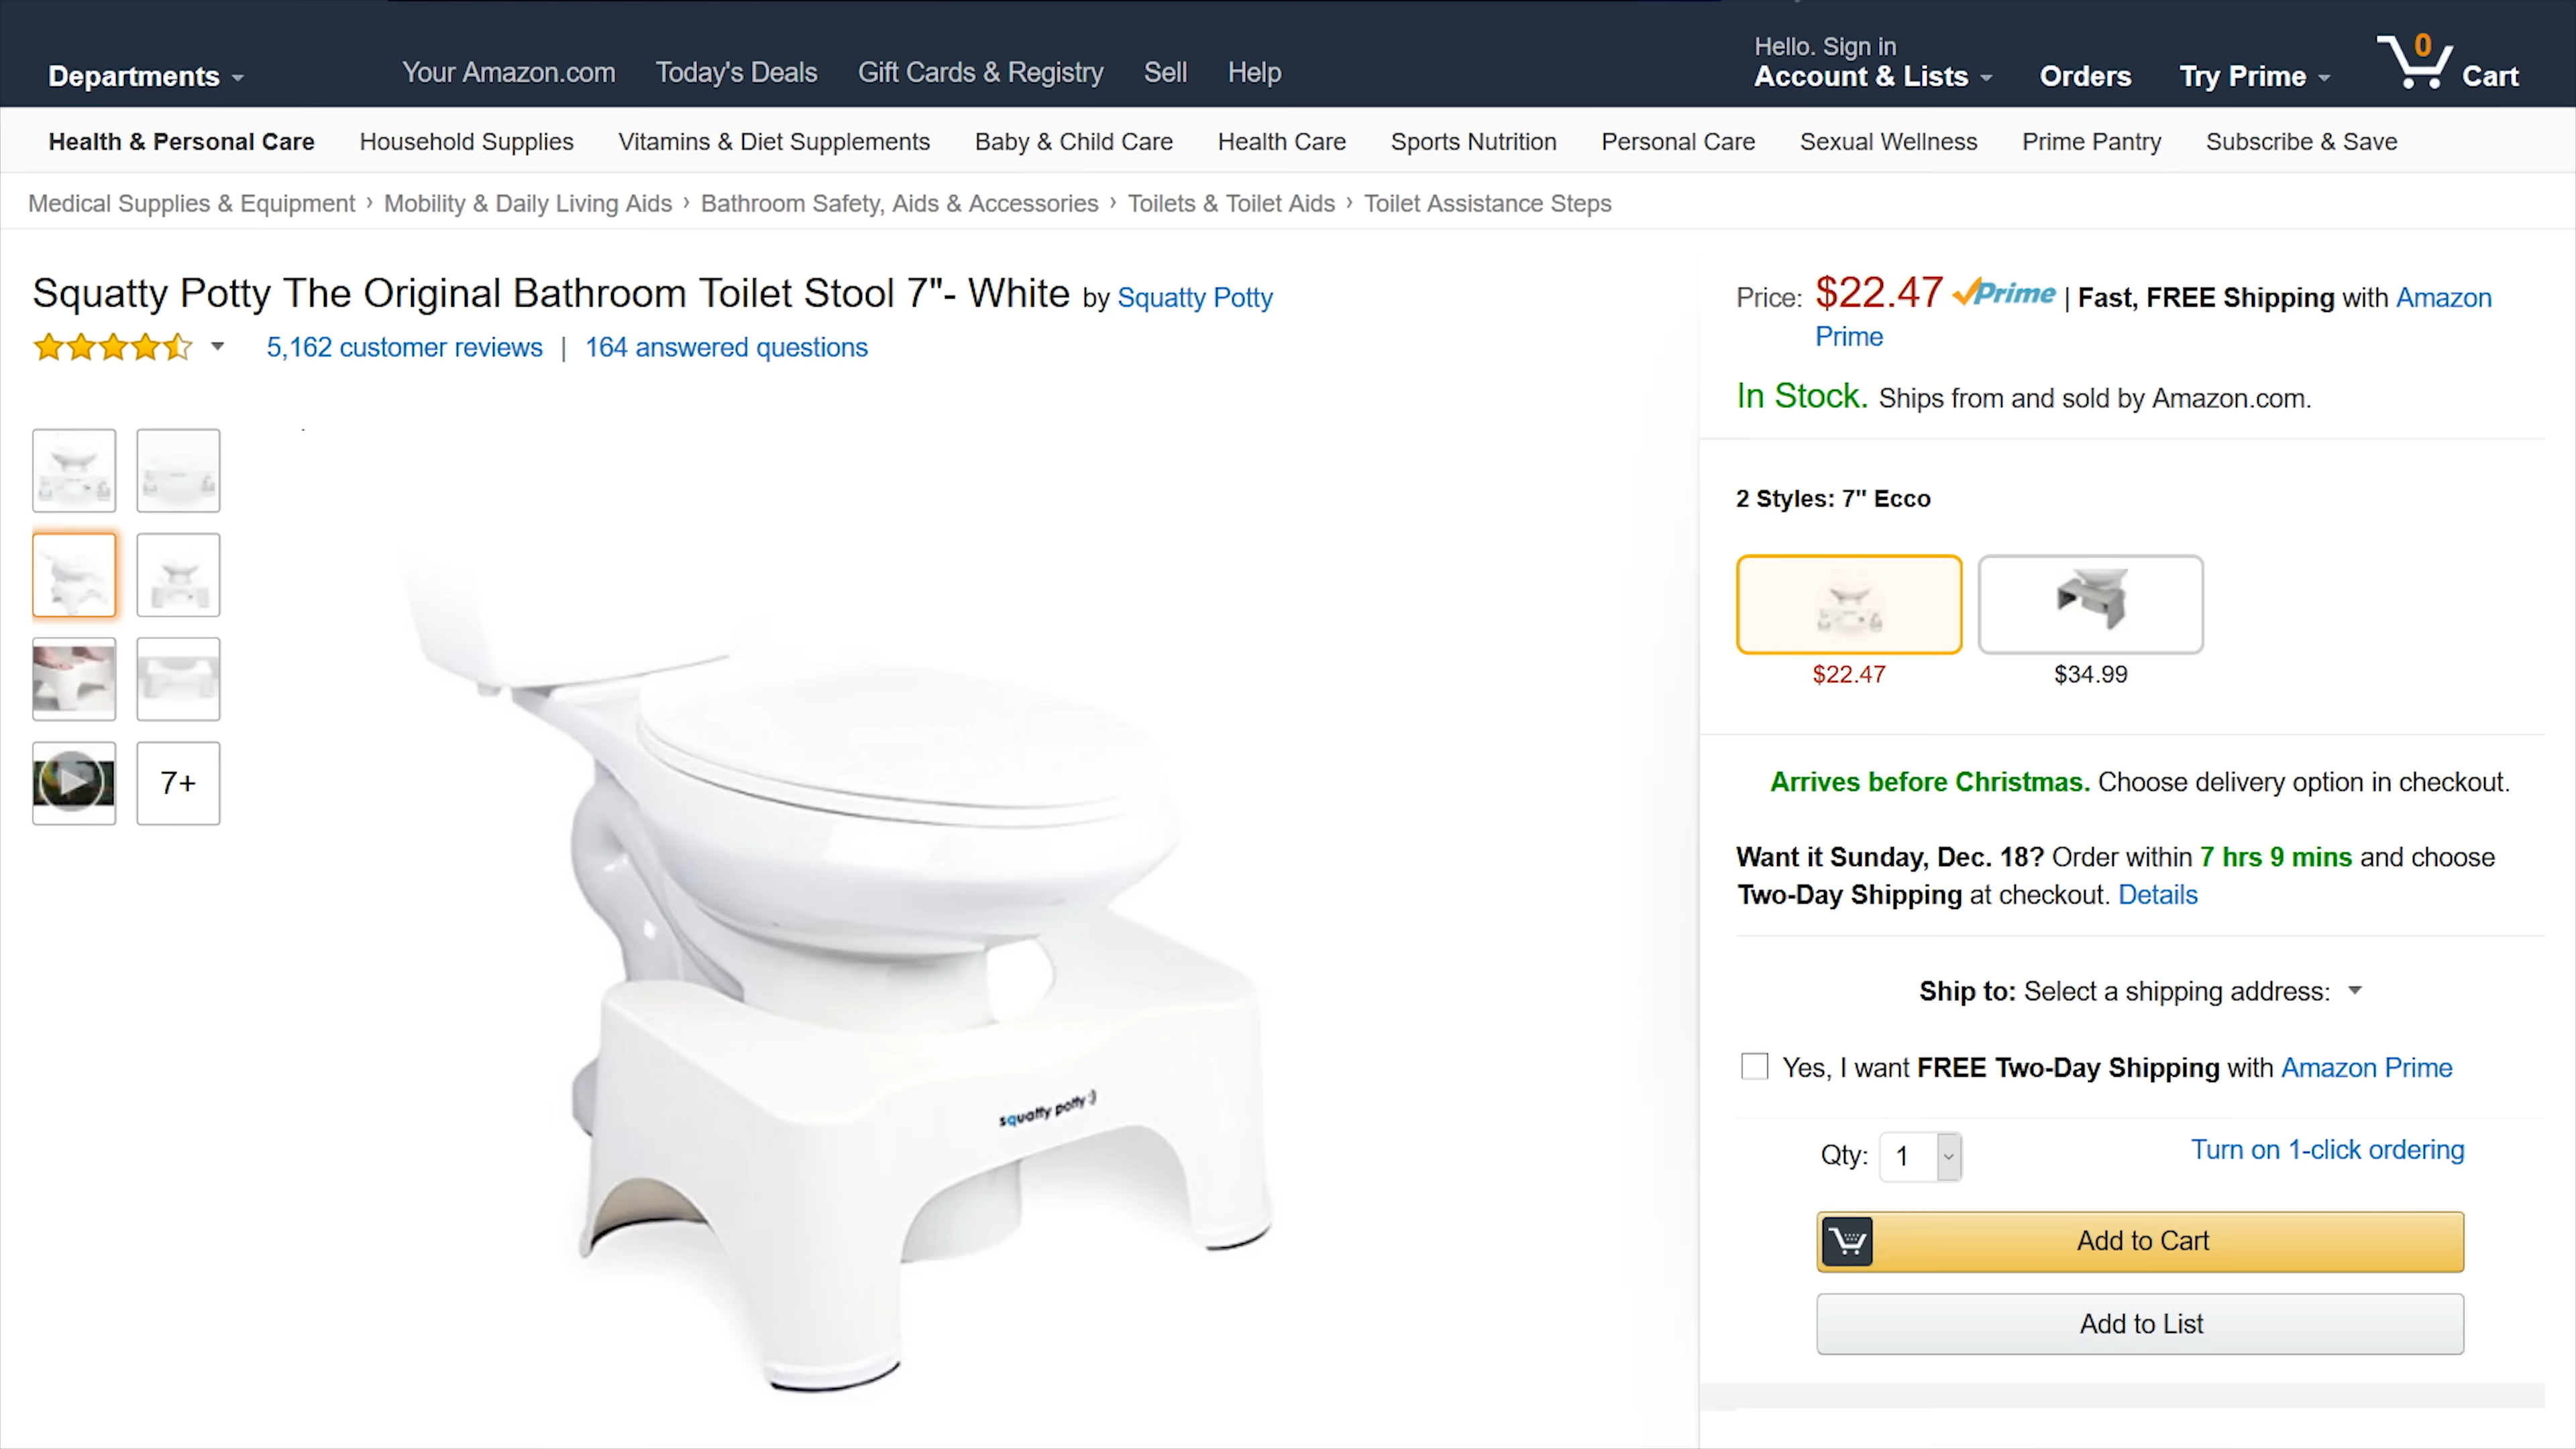 Departments
Your Amazon.com Today's Deals Gift Cards & Registry Sell Help
Hello. Sign in
Account & Lists Orders Try Prime 0 Cart
Health & Personal Care Household Supplies Vitamins & Diet Supplements Baby & Child Care Health Care Sports Nutrition Personal Care Sexual Wellness Prime Pantry Subscribe & Save
Medical Supplies & Equipment › Mobility & Daily Living Aids › Bathroom Safety, Aids & Accessories › Toilets & Toilet Aids › Toilet Assistance Steps
Squatty Potty The Original Bathroom Toilet Stool 7"- White by Squatty Potty
5,162 customer reviews | 164 answered questions
7+
squatty potty :)
Price: $22.47 Prime | Fast, FREE Shipping with Amazon
Prime
In Stock. Ships from and sold by Amazon.com.
2 Styles: 7" Ecco
$22.47 $34.99
Arrives before Christmas. Choose delivery option in checkout.
Want it Sunday, Dec. 18? Order within 7 hrs 9 mins and choose
Two-Day Shipping at checkout. Details
Ship to: Select a shipping address:
Yes, I want FREE Two-Day Shipping with Amazon Prime
Qty: 1 Turn on 1-click ordering
Add to Cart
Add to List